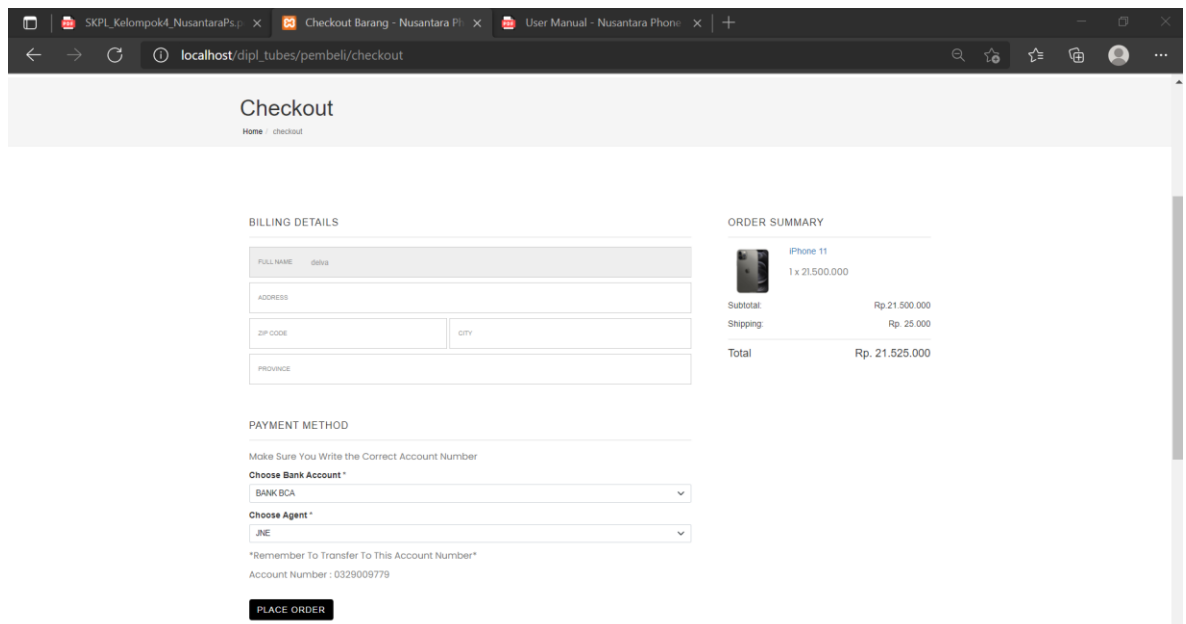 SKPL_Kelompok4_NusantaraPs.p
Checkout Barang - Nusantara Ph
User Manual - Nusantara Phone
localhost/dipl_tubes/pembeli/checkout
Checkout
Home / checkout
BILLING DETAILS
FULL NAME deiva
ADDRESS
ZIP CODE CITY
PROVINCE
PAYMENT METHOD
Make Sure You Write the Correct Account Number
Choose Bank Account *
BANK BCA
Choose Agent *
JNE
*Remember To Transfer To This Account Number*
Account Number : 0329009779
PLACE ORDER
ORDER SUMMARY
iPhone 11
1 x 21.500.000
Subtotal: Rp.21.500.000
Shipping: Rp. 25.000
Total Rp. 21.525.000